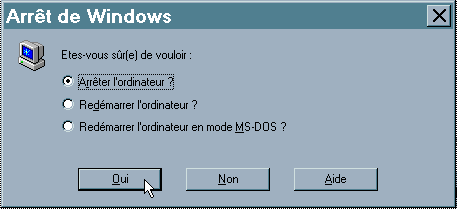 Arrêt de Windows
Etes-vous sûr(e) de vouloir :
Arrêter l'ordinateur ?
Redémarrer l'ordinateur ?
Redémarrer l'ordinateur en mode MS-DOS ?
Oui Non Aide